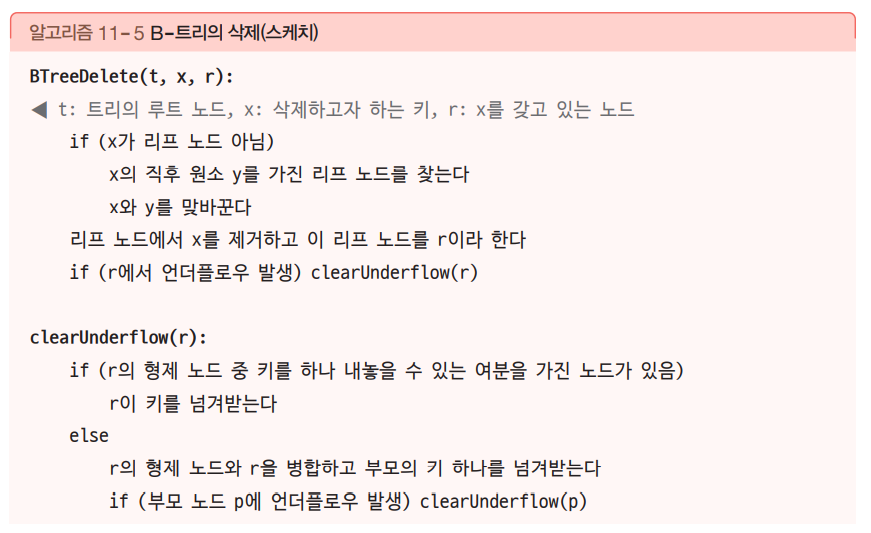 알고리즘 11-5 B-트리의 삭제(스케치)
BTreeDelete(t, x, r):
◀ t: 트리의 루트 노드, x: 삭제하고자 하는 키, r: x를 갖고 있는 노드
if (x가 리프 노드 아님)
x의 직후 원소 y를 가진 리프 노드를 찾는다
x와 y를 맞바꾼다
리프 노드에서 x를 제거하고 이 리프 노드를 r이라 한다
if (r에서 언더플로우 발생) clearUnderflow(r)
clearUnderflow(r):
if (r의 형제 노드 중 키를 하나 내놓을 수 있는 여분을 가진 노드가 있음)
r이 키를 넘겨받는다
else
r의 형제 노드와 r을 병합하고 부모의 키 하나를 넘겨받는다
if (부모 노드 p에 언더플로우 발생) clearUnderflow(p)